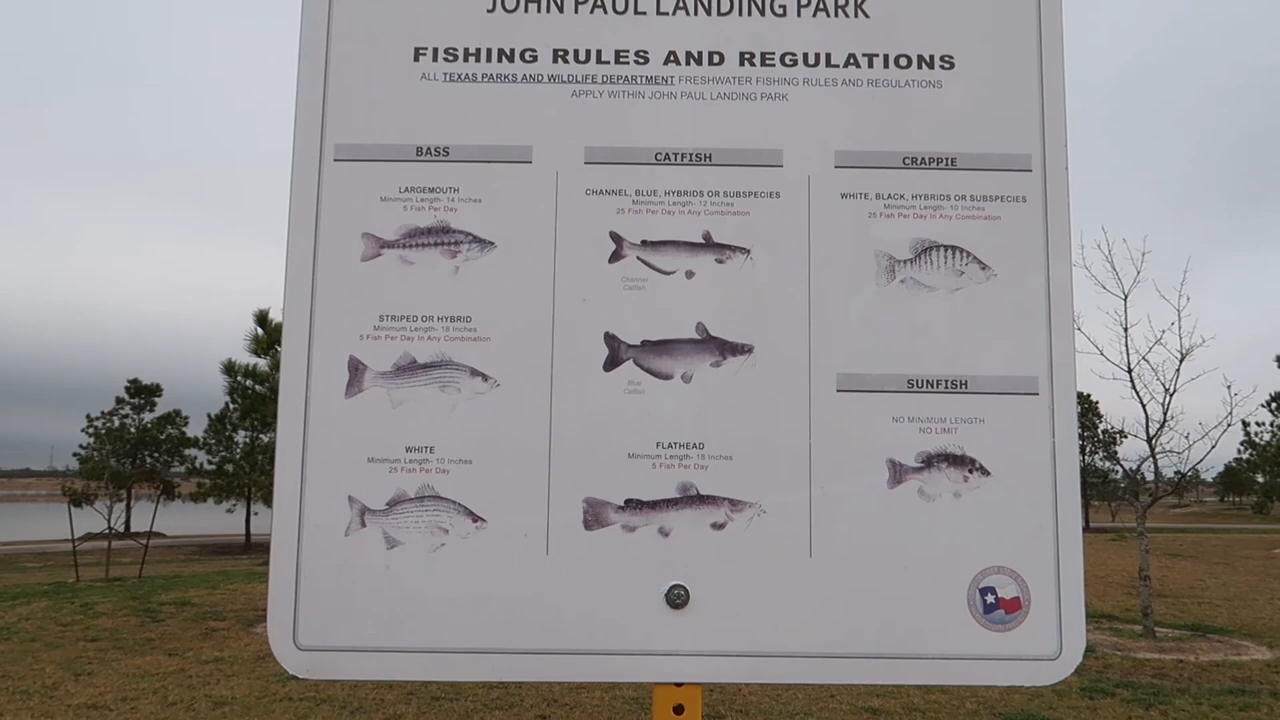 JOHN PAUL LANDING PARK
FISHING RULES AND REGULATIONS
ALL TEXAS PARKS AND WILDLIFE DEPARTMENT FRESHWATER FISHING RULES AND REGULATIONS
APPLY WITHIN JOHN PAUL LANDING PARK
BASS
LARGEMOUTH
Minimum Length- 14 Inches
5 Fish Per Day
STRIPED OR HYBRID
Minimum Length- 18 Inches
5 Fish Per Day In Any Combination
WHITE
Minimum Length- 10 Inches
25 Fish Per Day
CATFISH
CHANNEL, BLUE, HYBRIDS OR SUBSPECIES
Minimum Length- 12 Inches
25 Fish Per Day In Any Combination
Channel
Catfish
Blue
Catfish
FLATHEAD
Minimum Length- 18 Inches
5 Fish Per Day
CRAPPIE
WHITE, BLACK, HYBRIDS OR SUBSPECIES
Minimum Length- 10 Inches
25 Fish Per Day In Any Combination
SUNFISH
NO MINIMUM LENGTH
NO LIMIT